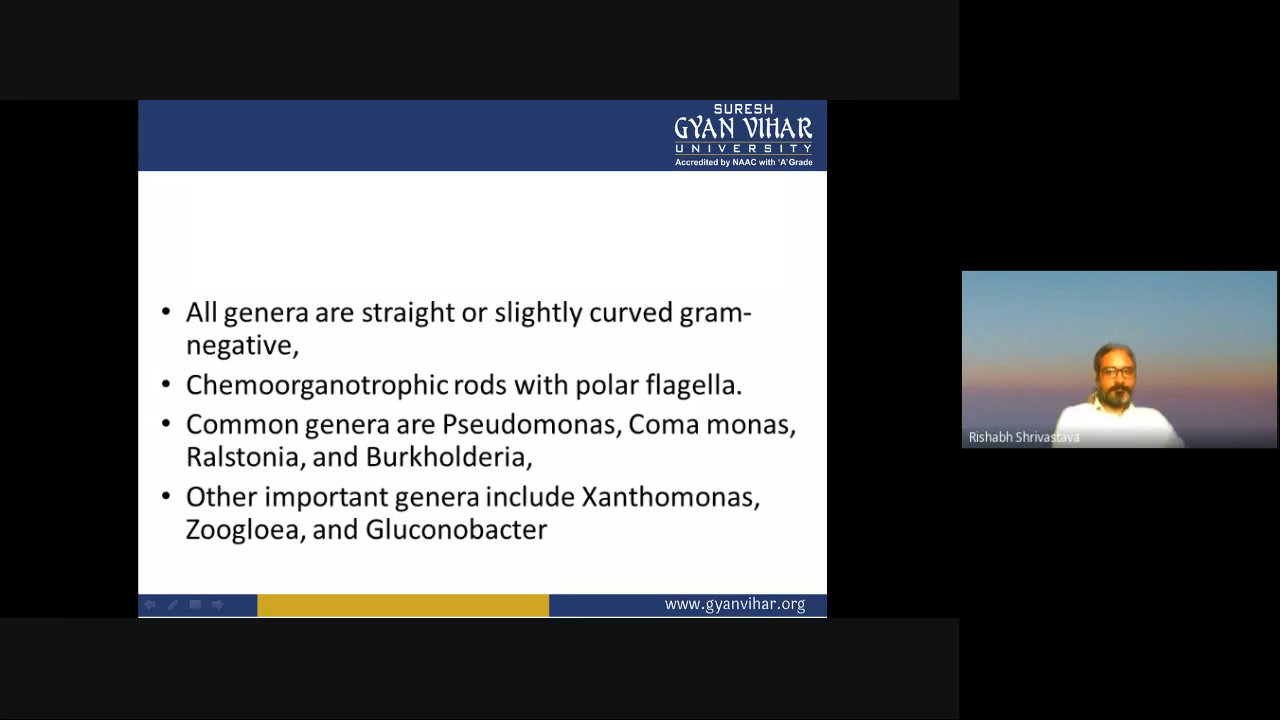 SURESH
GYAN VIHAR
UNIVERSITY
Accredited by NAAC with 'A' Grade
• All genera are straight or slightly curved gram-
negative,
• Chemoorganotrophic rods with polar flagella.
• Common genera are Pseudomonas, Coma monas,
Ralstonia, and Burkholderia,
• Other important genera include Xanthomonas,
Zoogloea, and Gluconobacter
Rishabh Shrivastava
www.gyanvihar.org